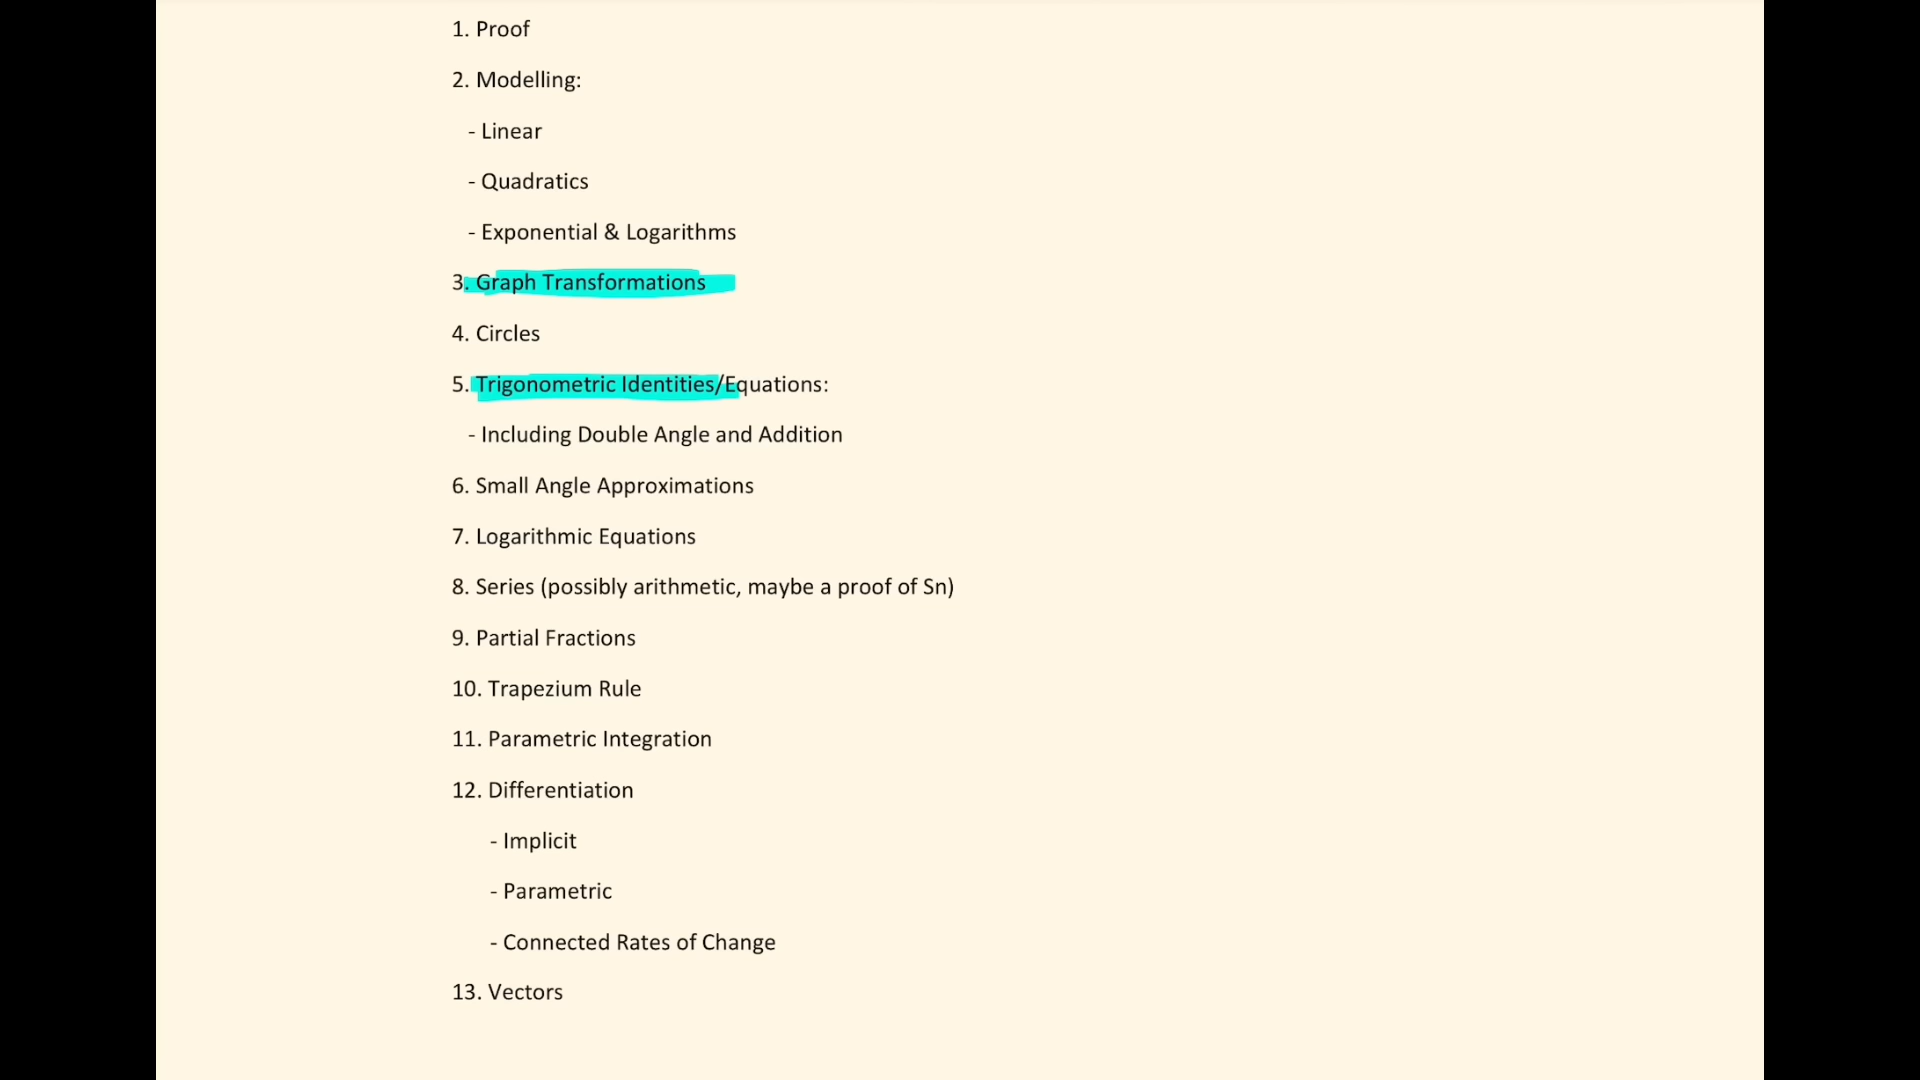 1. Proof
2. Modelling:
- Linear
- Quadratics
- Exponential & Logarithms
3. Graph Transformations
4. Circles
5. Trigonometric Identities/Equations:
- Including Double Angle and Addition
6. Small Angle Approximations
7. Logarithmic Equations
8. Series (possibly arithmetic, maybe a proof of Sn)
9. Partial Fractions
10. Trapezium Rule
11. Parametric Integration
12. Differentiation
- Implicit
- Parametric
- Connected Rates of Change
13. Vectors